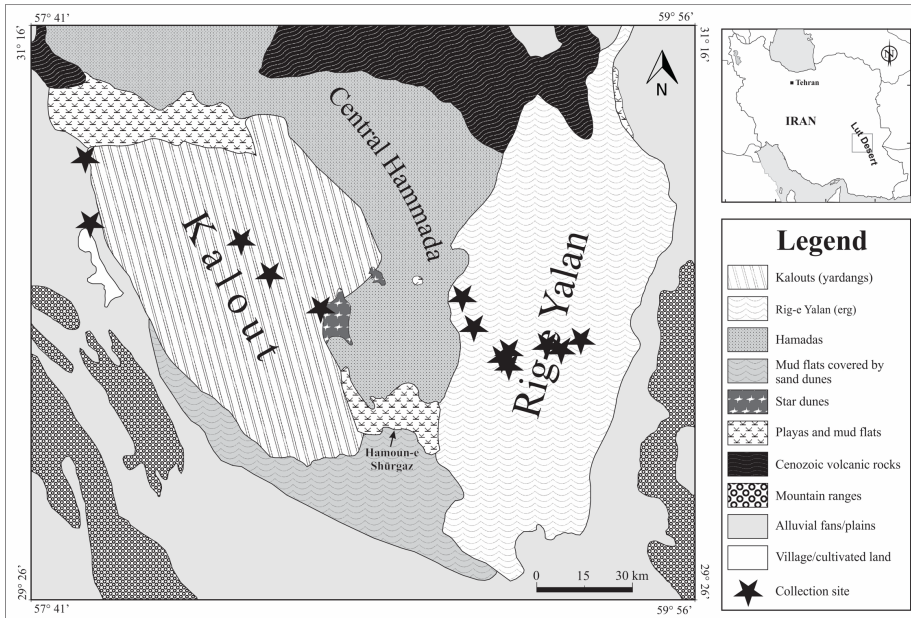 57° 41’
59° 56’
31° 16’
31° 16’
N
Central Hammada
Kalout
Rig-e Yalan
Hamoun-e
Shūrgaz
0 15 30 km
29° 26’
29° 26’
57° 41’
59° 56’
N
Tehran
IRAN
Lut Desert
Legend
Kalouts (yardangs)
Rig-e Yalan (erg)
Hamadas
Mud flats covered by
sand dunes
Star dunes
Playas and mud flats
Cenozoic volcanic rocks
Mountain ranges
Alluvial fans/plains
Village/cultivated land
Collection site